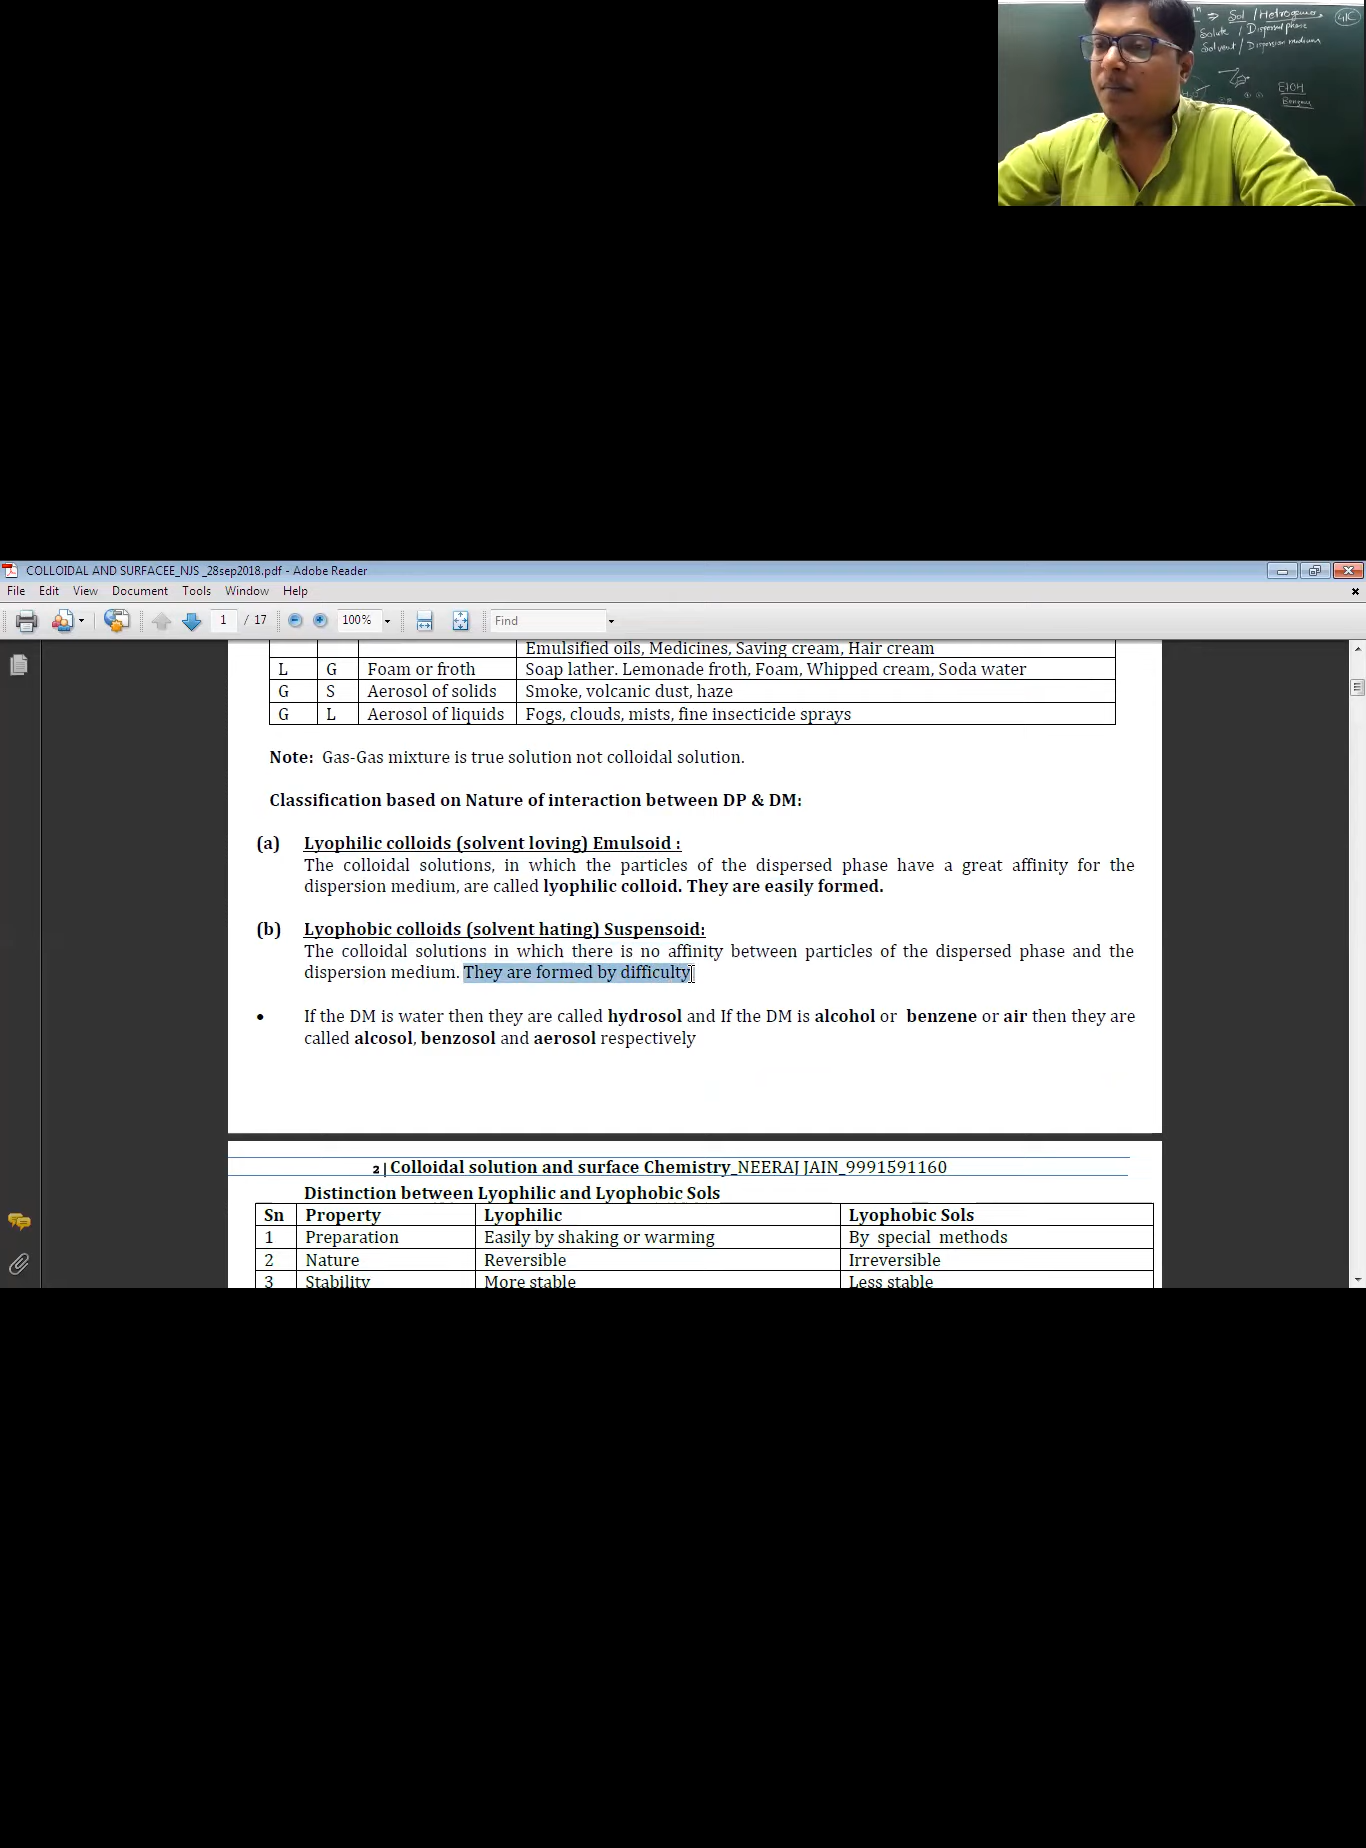 ⇒ Sol / Hetrogenous
Solute / Dispersed phase
Solvent / Dispersion medium
EtOH
COLLOIDAL AND SURFACEE_NJS _28sep2018.pdf - Adobe Reader
File Edit View Document Tools Window Help
1 / 17 100% Find
Emulsified oils, Medicines, Saving cream, Hair cream
L G Foam or froth Soap lather. Lemonade froth, Foam, Whipped cream, Soda water
G S Aerosol of solids Smoke, volcanic dust, haze
G L Aerosol of liquids Fogs, clouds, mists, fine insecticide sprays
Note: Gas-Gas mixture is true solution not colloidal solution.
Classification based on Nature of interaction between DP & DM:
(a) Lyophilic colloids (solvent loving) Emulsoid :
The colloidal solutions, in which the particles of the dispersed phase have a great affinity for the
dispersion medium, are called lyophilic colloid. They are easily formed.
(b) Lyophobic colloids (solvent hating) Suspensoid:
The colloidal solutions in which there is no affinity between particles of the dispersed phase and the
dispersion medium. They are formed by difficulty
• If the DM is water then they are called hydrosol and If the DM is alcohol or benzene or air then they are
called alcosol, benzosol and aerosol respectively
2 | Colloidal solution and surface Chemistry_NEERAJ JAIN_9991591160
Distinction between Lyophilic and Lyophobic Sols
Sn Property Lyophilic Lyophobic Sols
1 Preparation Easily by shaking or warming By special methods
2 Nature Reversible Irreversible
3 Stability More stable Less stable